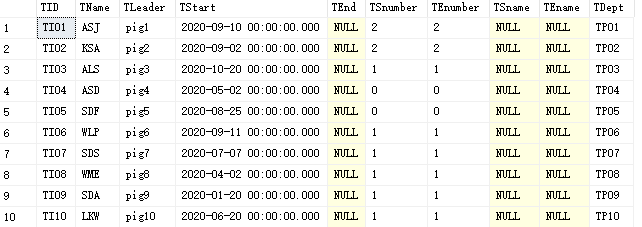 TID TName TLeader TStart TEnd TSnumber TEnumber TSname TEname TDept
1 TI01 ASJ pig1 2020-09-10 00:00:00.000 NULL 2 2 NULL NULL TP01
2 TI02 KSA pig2 2020-09-02 00:00:00.000 NULL 2 2 NULL NULL TP02
3 TI03 ALS pig3 2020-10-20 00:00:00.000 NULL 1 1 NULL NULL TP03
4 TI04 ASD pig4 2020-05-02 00:00:00.000 NULL 0 0 NULL NULL TP04
5 TI05 SDF pig5 2020-08-25 00:00:00.000 NULL 0 0 NULL NULL TP05
6 TI06 WLP pig6 2020-09-11 00:00:00.000 NULL 1 1 NULL NULL TP06
7 TI07 SDS pig7 2020-07-07 00:00:00.000 NULL 1 1 NULL NULL TP07
8 TI08 WME pig8 2020-04-02 00:00:00.000 NULL 1 1 NULL NULL TP08
9 TI09 SDA pig9 2020-01-20 00:00:00.000 NULL 1 1 NULL NULL TP09
10 TI10 LKW pig10 2020-06-20 00:00:00.000 NULL 1 1 NULL NULL TP10